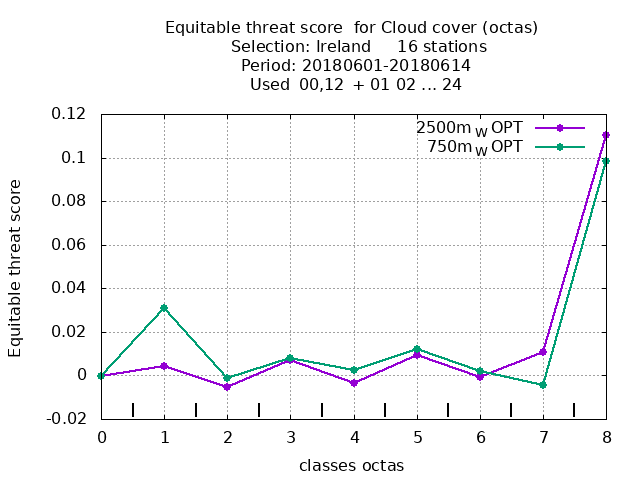 Equitable threat score for Cloud cover (octas)
Selection: Ireland 16 stations
Period: 20180601-20180614
Used 00,12 + 01 02 ... 24
2500m W OPT
750m W OPT
0.12
0.1
0.08
0.06
0.04
0.02
0
-0.02
Equitable threat score
0 1 2 3 4 5 6 7 8
classes octas